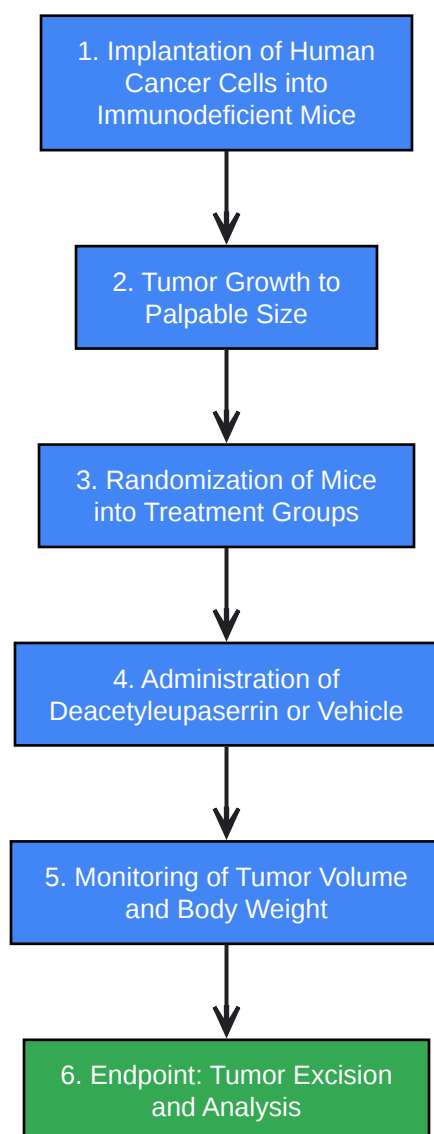 1. Implantation of Human
Cancer Cells into
Immunodeficient Mice
2. Tumor Growth to
Palpable Size
3. Randomization of Mice
into Treatment Groups
4. Administration of
Deacetyleupaserrin or Vehicle
5. Monitoring of Tumor Volume
and Body Weight
6. Endpoint: Tumor Excision
and Analysis